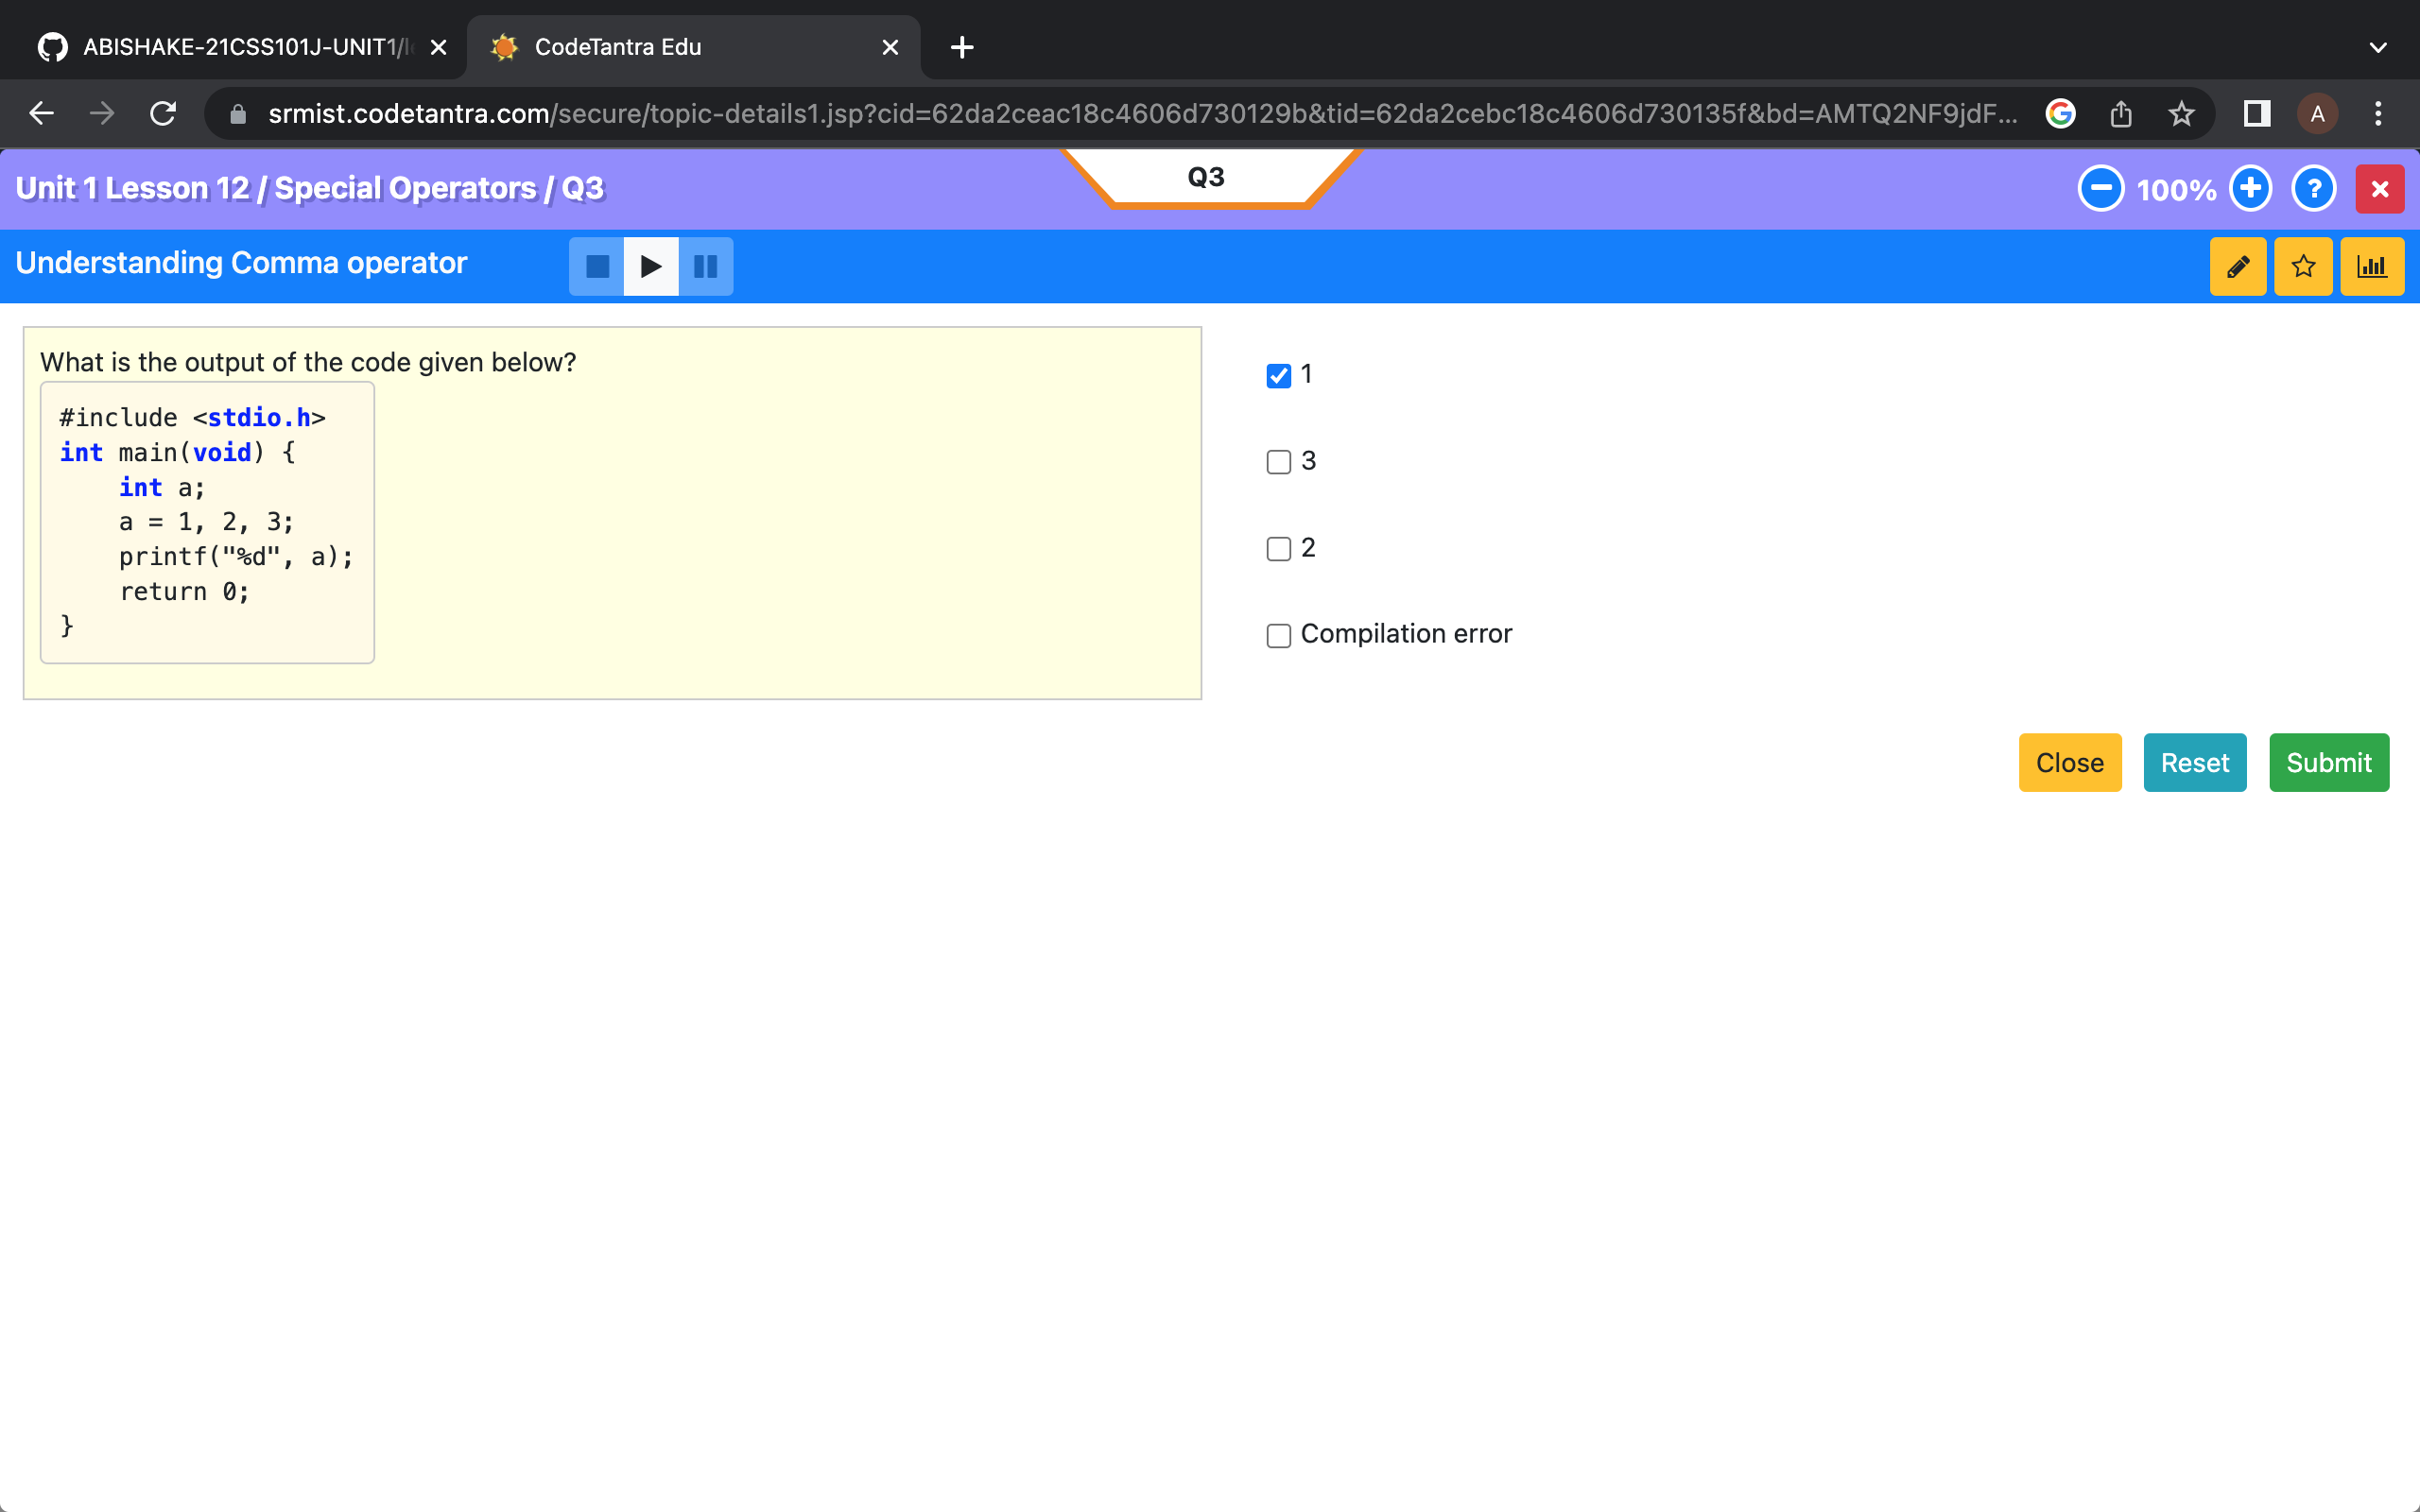 ABISHAKE-21CSS101J-UNIT1/
CodeTantra Edu
srmist.codetantra.com/secure/topic-details1.jsp?cid=62da2ceac18c4606d730129b&tid=62da2cebc18c4606d730135f&bd=AMTQ2NF9jdF...
A
Unit 1 Lesson 12 / Special Operators / Q3
Q3
100%
?
Understanding Comma operator
What is the output of the code given below?
#include <stdio.h>
int main(void) {
    int a;
    a = 1, 2, 3;
    printf("%d", a);
    return 0;
}
1
3
2
Compilation error
Close
Reset
Submit